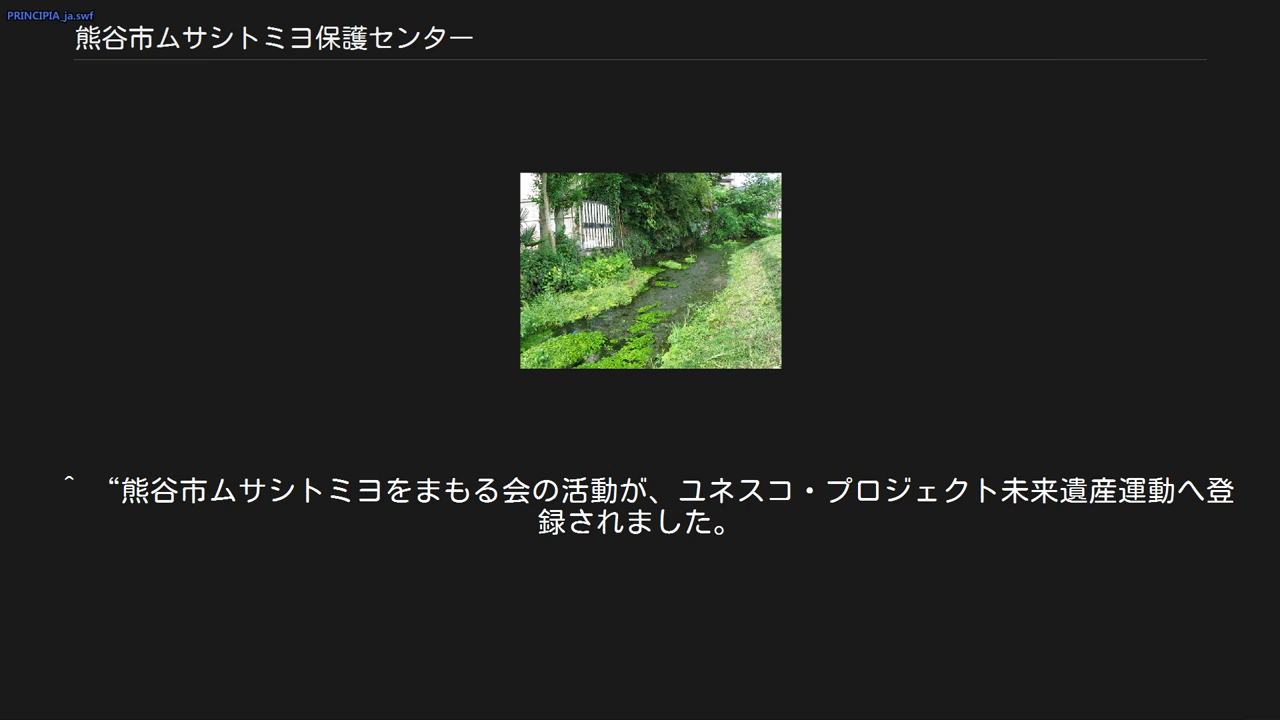 PRINCIPIA_ja.swf
熊谷市ムサシトミヨ保護センター
^ “熊谷市ムサシトミヨをまもる会の活動が、ユネスコ・プロジェクト未来遺産運動へ登
録されました。